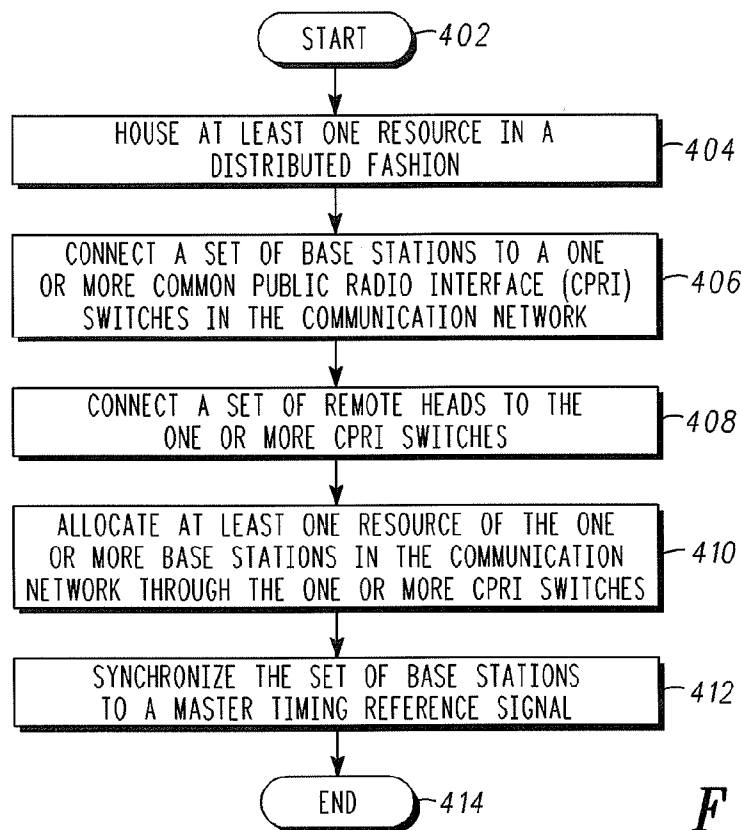 START
402
HOUSE AT LEAST ONE RESOURCE IN A
DISTRIBUTED FASHION
404
CONNECT A SET OF BASE STATIONS TO A ONE
OR MORE COMMON PUBLIC RADIO INTERFACE (CPRI)
SWITCHES IN THE COMMUNICATION NETWORK
406
CONNECT A SET OF REMOTE HEADS TO THE
ONE OR MORE CPRI SWITCHES
408
ALLOCATE AT LEAST ONE RESOURCE OF THE ONE
OR MORE BASE STATIONS IN THE COMMUNICATION
NETWORK THROUGH THE ONE OR MORE CPRI SWITCHES
410
SYNCHRONIZE THE SET OF BASE STATIONS
TO A MASTER TIMING REFERENCE SIGNAL
412
END
414
F